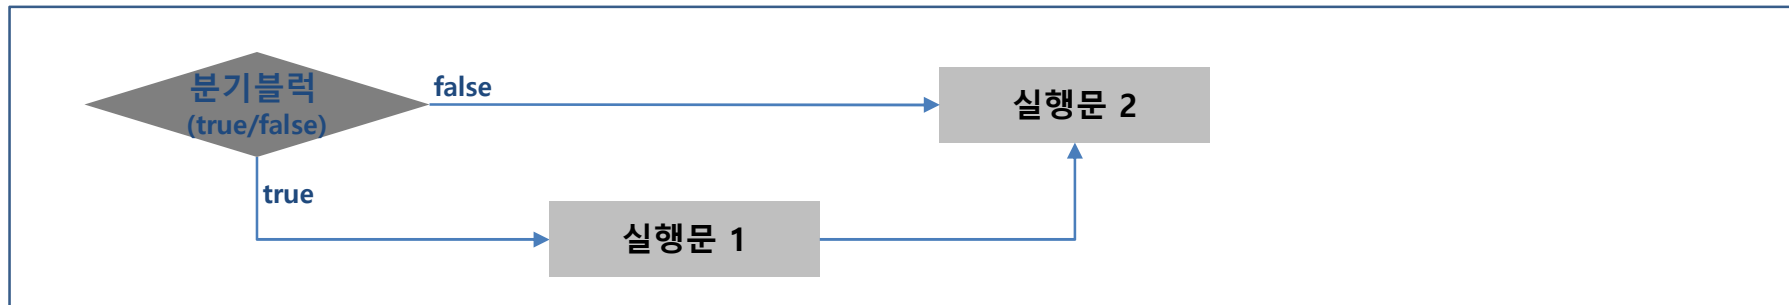 분기블럭
(true/false)
false
실행문 2
true
실행문 1